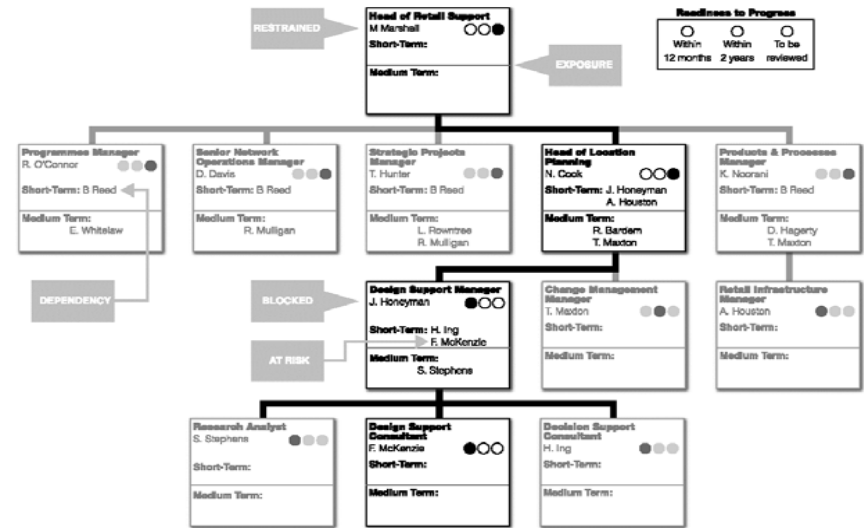 RESTRAINED
Head of Retail Support
M Marshall
Short-Term:
Medium Term:
EXPOSURE
Readiness to Progress
Within 12 months
Within 2 years
To be reviewed
Programmes Manager
R. O'Connor
Short-Term: B Reed
Medium Term:
E. Whitelaw
Senior Network
Operations Manager
D. Davis
Short-Term: B Reed
Medium Term:
R. Mulligan
Strategic Projects
Manager
T. Hunter
Short-Term: B Reed
Medium Term:
L. Rowntree
R. Mulligan
Head of Location
Planning
N. Cook
Short-Term: J. Honeyman
A. Houston
Medium Term:
R. Bardem
T. Maxton
Products & Processes
Manager
K. Noorani
Short-Term: B Reed
Medium Term:
D. Hagerty
T. Maxton
DEPENDENCY
BLOCKED
AT RISK
Design Support Manager
J. Honeyman
Short-Term: H. Ing
F. McKenzie
Medium Term:
S. Stephens
Change Management
Manager
T. Maxton
Short-Term:
Medium Term:
Retail Infrastructure
Manager
A. Houston
Short-Term:
Medium Term:
Research Analyst
S. Stephens
Short-Term:
Medium Term:
Design Support
Consultant
F. McKenzie
Short-Term:
Medium Term:
Decision Support
Consultant
H. Ing
Short-Term:
Medium Term: